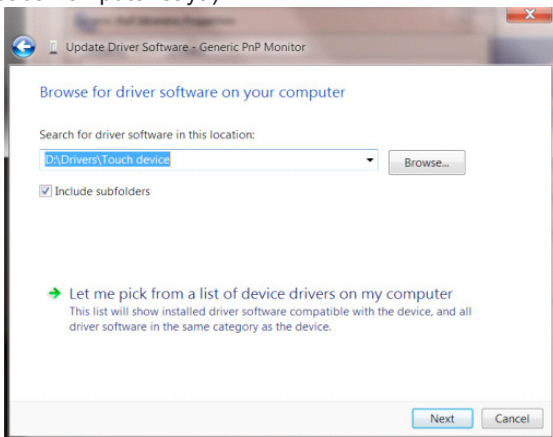 Update Driver Software - Generic PnP Monitor
Browse for driver software on your computer
Search for driver software in this location:
D:\Drivers\Touch device
Browse...
Include subfolders
Let me pick from a list of device drivers on my computer
This list will show installed driver software compatible with the device, and all
driver software in the same category as the device.
Next Cancel